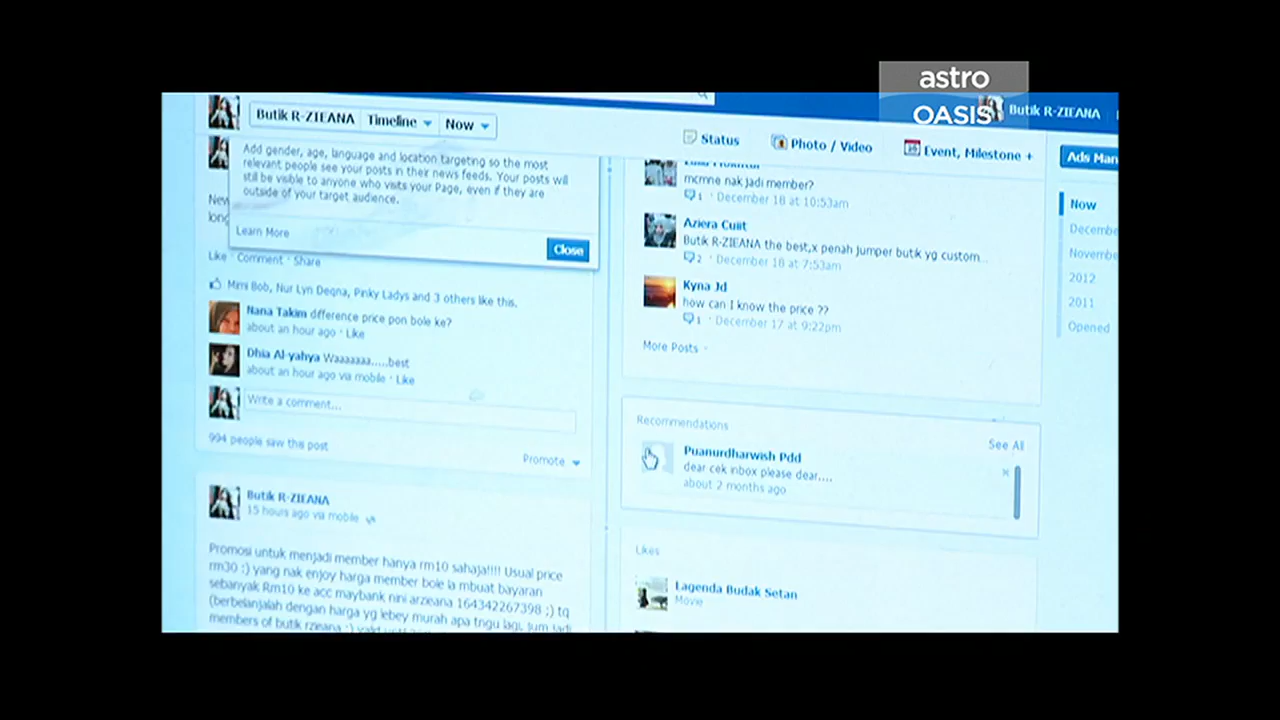 astro
OASIS
Butik R-ZIEANA
Butik R-ZIEANA
Timeline
Now
Status
Photo / Video
Event, Milestone +
Ads Man
Add gender, age, language and location targeting so the most
relevant people see your posts in their news feeds. Your posts will
still be visible to anyone who visits your Page, even if they are
outside of your target audience.
Learn More
Close
New
long
Like · Comment · Share
Mimi Bob, Nur Lyn Deqna, Pinky Ladys and 3 others like this.
Nana Takim dfference price pon bole ke?
about an hour ago · Like
Dhia Al-yahya Waaaaaaa.....best
about an hour ago via mobile · Like
Write a comment...
994 people saw this post
Promote
Butik R-ZIEANA
15 hours ago via mobile
Promosi untuk menjadi member hanya rm10 sahaja!!!! Usual price
rm30 :) yang nak enjoy harga member bole la mbuat bayaran
sebanyak Rm10 ke acc maybank nini arzieana 164342267398 ;) tq
(berbelanjalah dengan harga yg lebey murah apa tngu lagi, jum jadi
members of butik rzieana :)
mcmne nak jadi member?
1 · December 18 at 10:53am
Aziera Cuiit
Butik R-ZIEANA the best,x penah jumper butik yg custom...
2 · December 18 at 7:53am
Kyna Jd
how can I know the price ??
1 · December 17 at 9:22pm
More Posts
Recommendations
See All
Puanurdharwish Pdd
dear cek inbox please dear....
about 2 months ago
Likes
Lagenda Budak Setan
Movie
Now
Decembe
Novembe
2012
2011
Opened